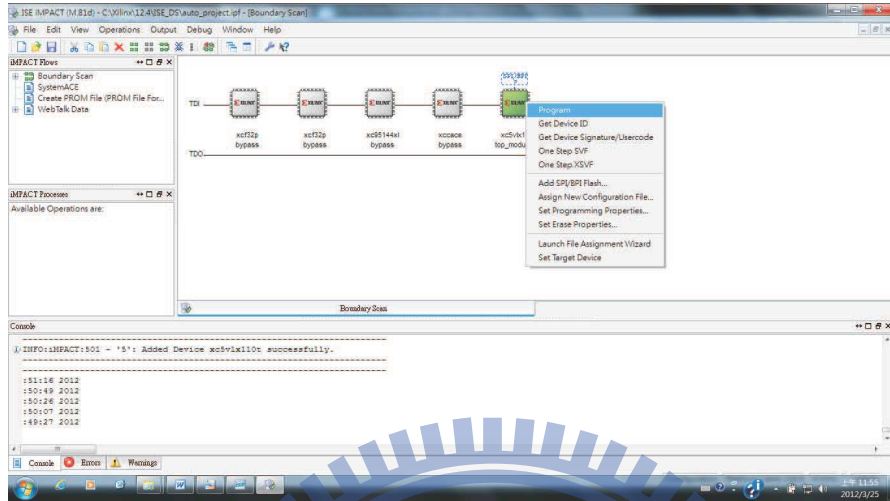 ISE iMPACT (M.81d) - C:\Xilinx\12.4\ISE_DS\auto_project.ipf - [Boundary Scan]
File Edit View Operations Output Debug Window Help
iMPACT Flows
Boundary Scan
SystemACE
Create PROM File (PROM File For...
WebTalk Data
iMPACT Processes
Available Operations are:
TDI
TDO
xcf32p
bypass
xcf32p
bypass
xc95144xl
bypass
xccace
bypass
xc5vlx1
top_modu
Program
Get Device ID
Get Device Signature/Usercode
One Step SVF
One Step XSVF
Add SPI/BPI Flash...
Assign New Configuration File...
Set Programming Properties...
Set Erase Properties...
Launch File Assignment Wizard
Set Target Device
Boundary Scan
Console
INFO:iMPACT:501 - '5': Added Device xc5vlx110t successfully.
:51:16 2012
:50:49 2012
:50:26 2012
:50:07 2012
:49:27 2012
Console Errors Warnings
上午 11:55
2012/3/25